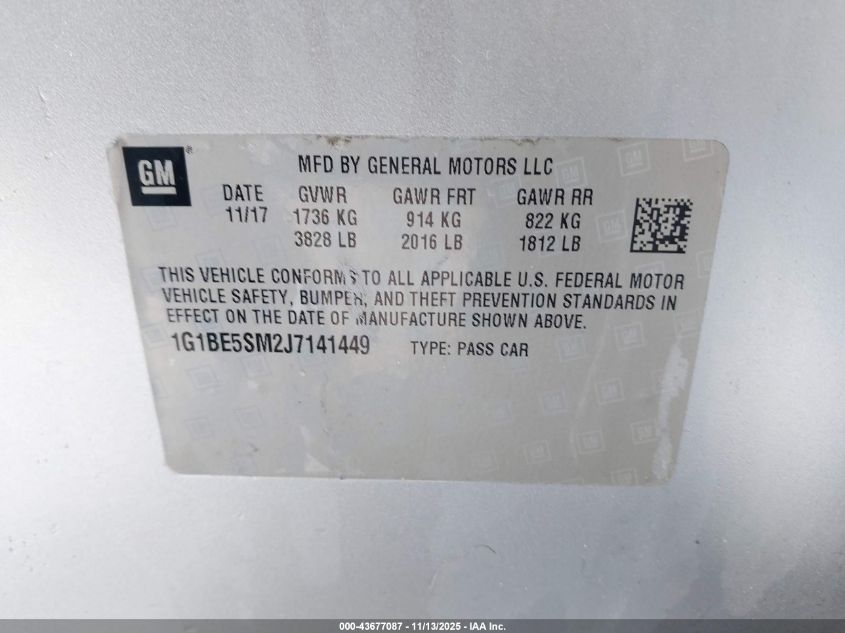 GM ® MFD BY GENERAL MOTORS LLC
DATE GVWR GAWR FRT GAWR RR
11/17 1736 KG 914 KG 822 KG
3828 LB 2016 LB 1812 LB
THIS VEHICLE CONFORMS TO ALL APPLICABLE U.S. FEDERAL MOTOR
VEHICLE SAFETY, BUMPER, AND THEFT PREVENTION STANDARDS IN
EFFECT ON THE DATE OF MANUFACTURE SHOWN ABOVE.
1G1BE5SM2J7141449 TYPE: PASS CAR
000-43677087 - 11/13/2025 - IAA Inc.